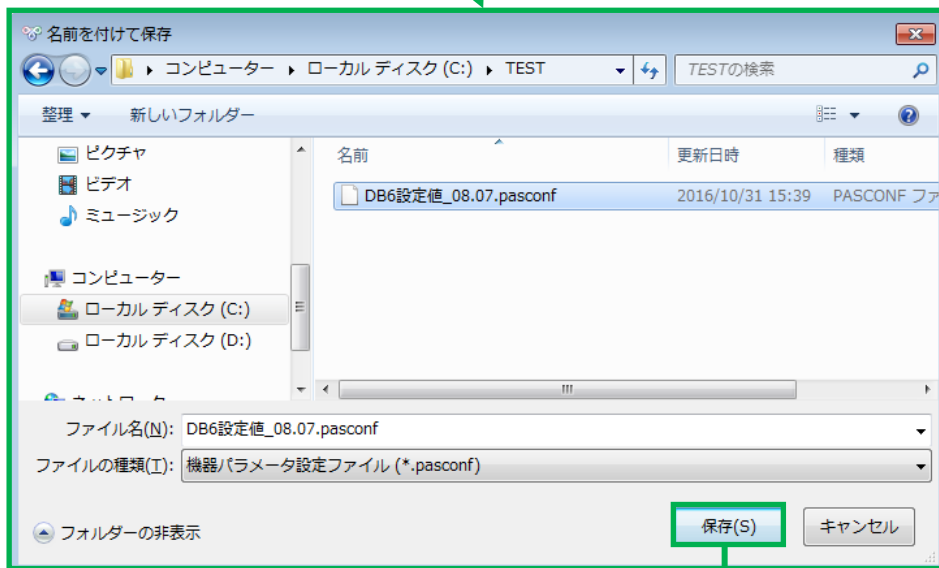 名前を付けて保存
コンピューター ローカル ディスク (C:) TEST TESTの検索
整理 新しいフォルダー
ピクチャ
ビデオ
ミュージック
コンピューター
ローカル ディスク (C:)
ローカル ディスク (D:)
名前 更新日時 種類
DB6設定値_08.07.pasconf 2016/10/31 15:39 PASCONF ファ
ファイル名(N): DB6設定値_08.07.pasconf
ファイルの種類(T): 機器パラメータ設定ファイル (*.pasconf)
フォルダーの非表示 保存(S) キャンセル